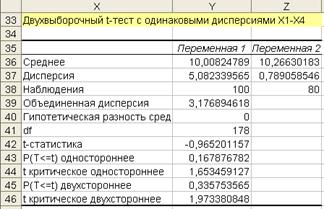 X Y Z
33 Двухвыборочный t-тест с одинаковыми дисперсиями X1-X4
34
35 Переменная 1 Переменная 2
36 Среднее 10,00824789 10,26630183
37 Дисперсия 5,082339565 0,789058546
38 Наблюдения 100 80
39 Объединенная дисперсия 3,176894618
40 Гипотетическая разность сред 0
41 df 178
42 t-статистика -0,965201157
43 P(T<=t) одностороннее 0,167876782
44 t критическое одностороннее 1,653459127
45 P(T<=t) двухстороннее 0,335753565
46 t критическое двухстороннее 1,973380848